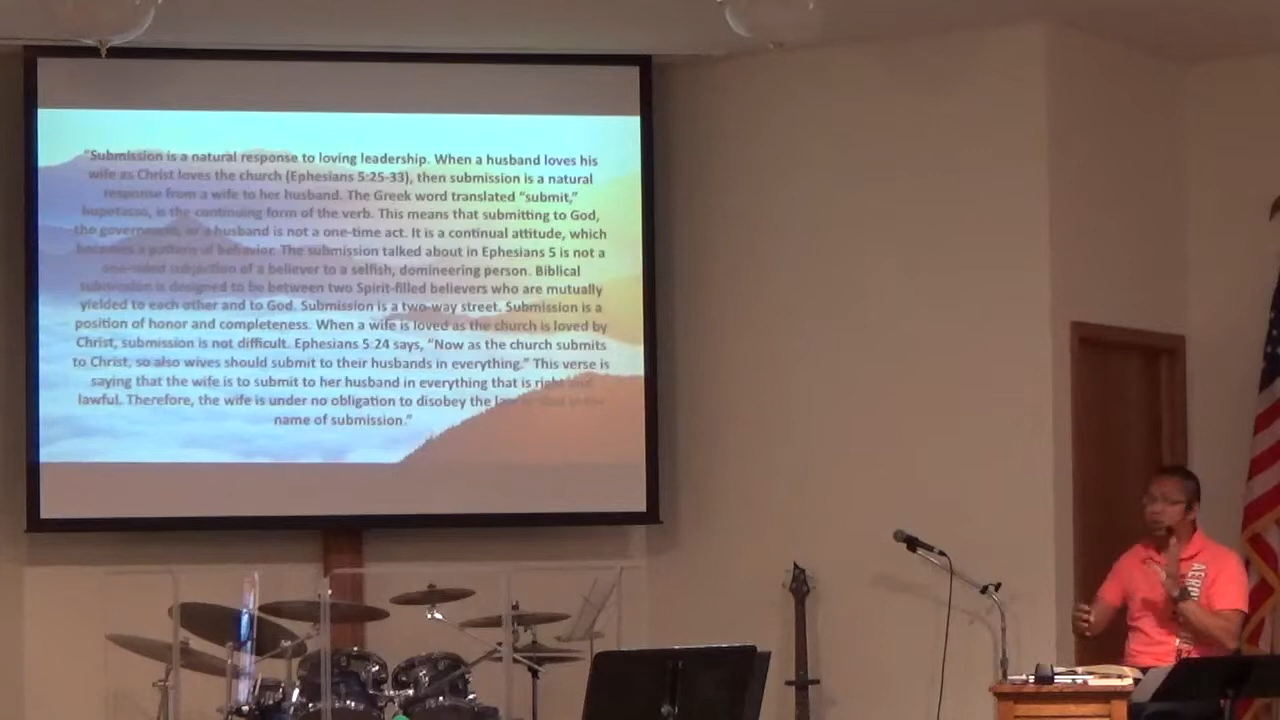 "Submission is a natural response to loving leadership. When a husband loves his
wife as Christ loves the church (Ephesians 5:25-33), then submission is a natural
response from a wife to her husband. The Greek word translated "submit,"
hupotasso, is the continuing form of the verb. This means that submitting to God,
the government, or a husband is not a one-time act. It is a continual attitude, which
becomes a pattern of behavior. The submission talked about in Ephesians 5 is not a
one-sided subjection of a believer to a selfish, domineering person. Biblical
submission is designed to be between two Spirit-filled believers who are mutually
yielded to each other and to God. Submission is a two-way street. Submission is a
position of honor and completeness. When a wife is loved as the church is loved by
Christ, submission is not difficult. Ephesians 5:24 says, "Now as the church submits
to Christ, so also wives should submit to their husbands in everything." This verse is
saying that the wife is to submit to her husband in everything that is right and
lawful. Therefore, the wife is under no obligation to disobey the law or God in the
name of submission."
AERO